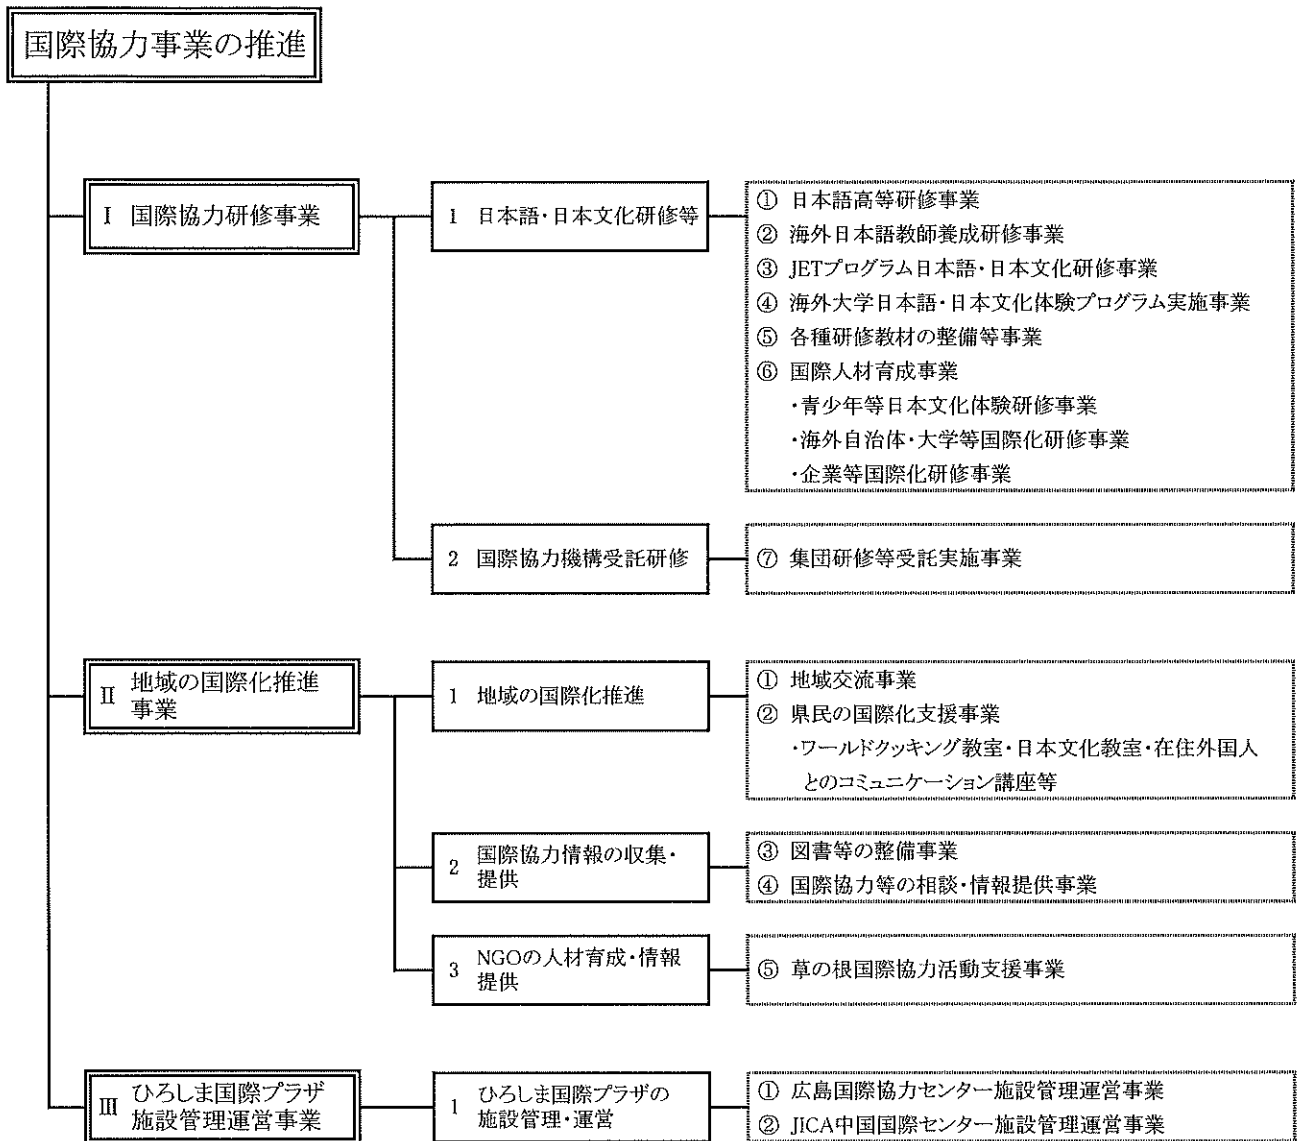 国際協力事業の推進
Ⅰ 国際協力研修事業
1 日本語・日本文化研修等
① 日本語高等研修事業
② 海外日本語教師養成研修事業
③ JETプログラム日本語・日本文化研修事業
④ 海外大学日本語・日本文化体験プログラム実施事業
⑤ 各種研修教材の整備等事業
⑥ 国際人材育成事業
・青少年等日本文化体験研修事業
・海外自治体・大学等国際化研修事業
・企業等国際化研修事業
2 国際協力機構受託研修
⑦ 集団研修等受託実施事業
Ⅱ 地域の国際化推進
事業
1 地域の国際化推進
① 地域交流事業
② 県民の国際化支援事業
・ワールドクッキング教室・日本文化教室・在住外国人
とのコミュニケーション講座等
2 国際協力情報の収集・
提供
③ 図書等の整備事業
④ 国際協力等の相談・情報提供事業
3 NGOの人材育成・情報
提供
⑤ 草の根国際協力活動支援事業
Ⅲ ひろしま国際プラザ
施設管理運営事業
1 ひろしま国際プラザの
施設管理・運営
① 広島国際協力センター施設管理運営事業
② JICA中国国際センター施設管理運営事業